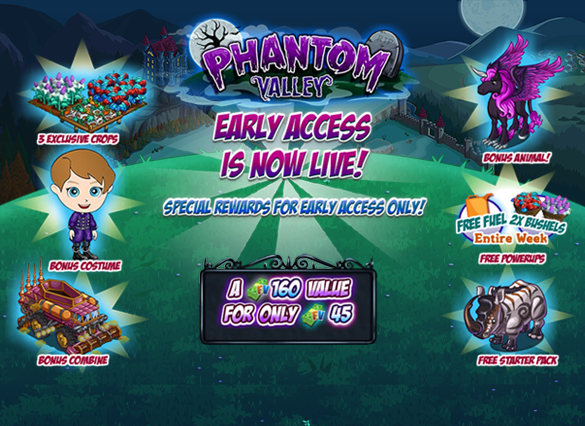 PHANTOM
VALLEY
EARLY ACCESS
IS NOW LIVE!
SPECIAL REWARDS FOR EARLY ACCESS ONLY!
3 EXCLUSIVE CROPS
BONUS COSTUME
BONUS COMBINE
BONUS ANIMAL!
FREE FUEL 2X BUSHELS
Entire Week
FREE POWERUPS
FREE STARTER PACK
A FV 160 VALUE
FOR ONLY FV 45